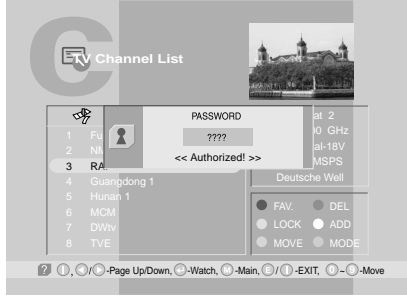 TV Channel List
PASSWORD
????
<< Authorized! >>
at 2
GHz
al-18V
MSPS
Deutsche Well
1 Fu
2 NM
3 RA
4 Guangdong 1
5 Hunan 1
6 MCM
7 DWtv
8 TVE
FAV. DEL
LOCK ADD
MOVE MODE
? -Page Up/Down, -Watch, M -Main, E / -EXIT, 0 ~ 9 -Move